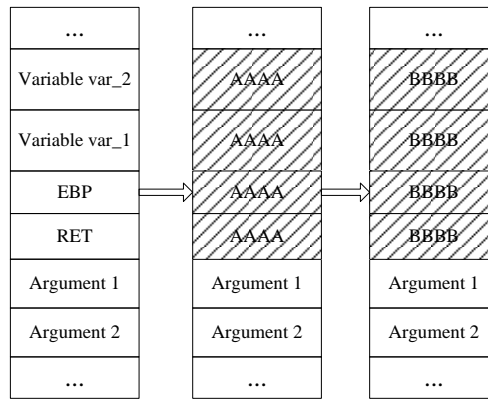 ...
Variable var_2
Variable var_1
EBP
RET
Argument 1
Argument 2
...
...
AAAA
AAAA
AAAA
AAAA
Argument 1
Argument 2
...
...
BBBB
BBBB
BBBB
BBBB
Argument 1
Argument 2
...